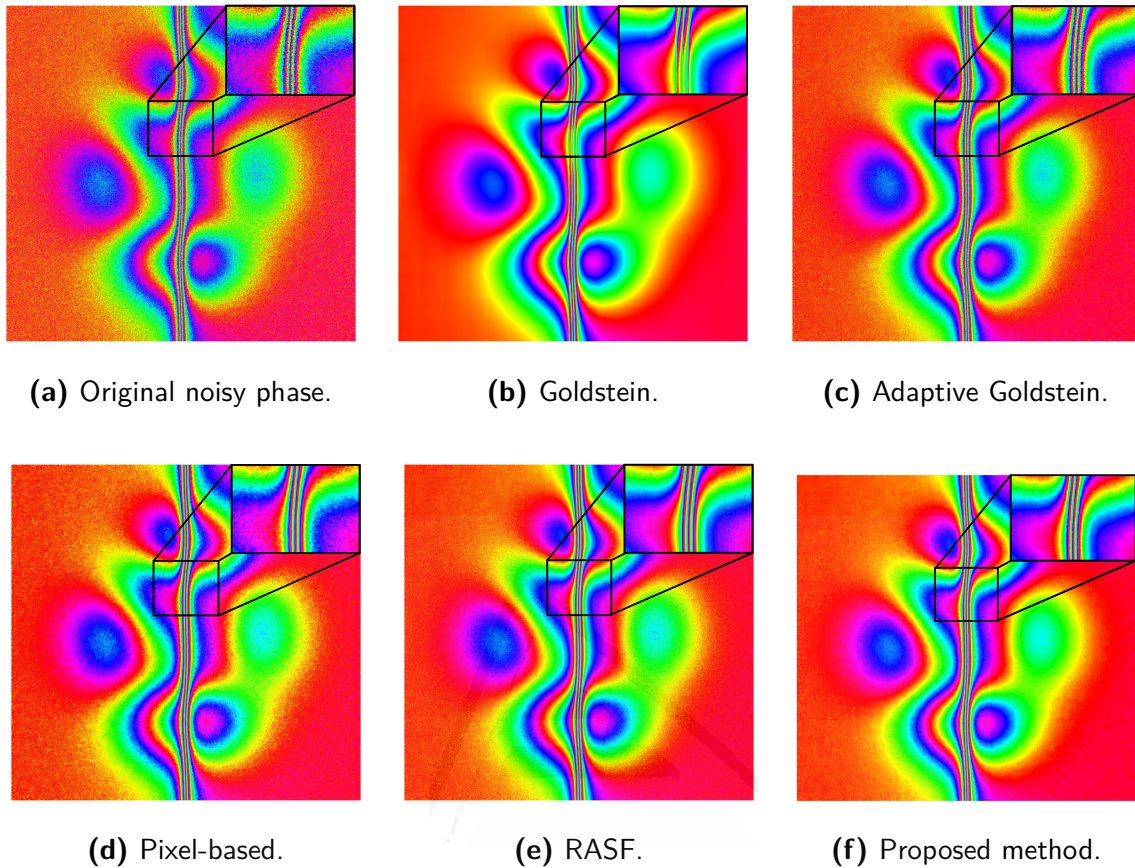 (a) Original noisy phase.
(b) Goldstein.
(c) Adaptive Goldstein.
(d) Pixel-based.
(e) RASF.
(f) Proposed method.